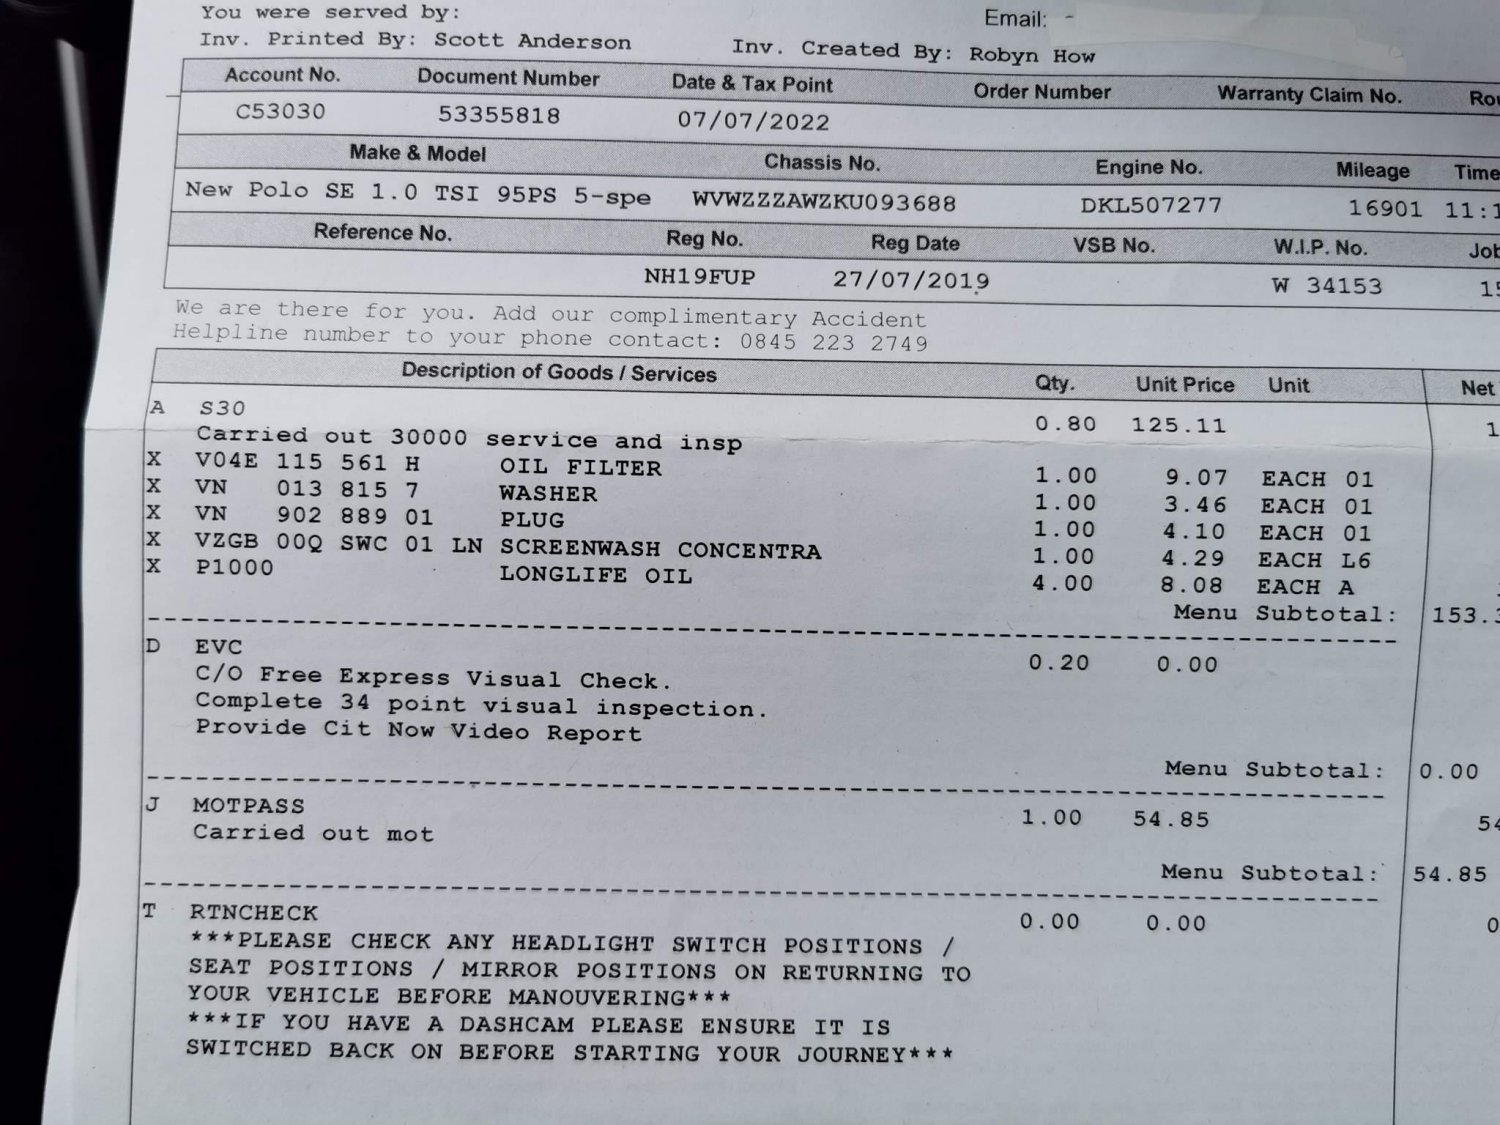 You were served by:
Email: -
Inv. Printed By: Scott Anderson Inv. Created By: Robyn How
Account No. Document Number Date & Tax Point Order Number Warranty Claim No.
C53030 53355818 07/07/2022
Make & Model Chassis No. Engine No. Mileage Time
New Polo SE 1.0 TSI 95PS 5-spe WVWZZZAWZKU093688 DKL507277 16901 11:1
Reference No. Reg No. Reg Date VSB No. W.I.P. No. Job
NH19FUP 27/07/2019 W 34153 15
We are there for you. Add our complimentary Accident
Helpline number to your phone contact: 0845 223 2749
Description of Goods / Services Qty. Unit Price Unit Net
A S30 0.80 125.11 1
Carried out 30000 service and insp
X V04E 115 561 H OIL FILTER 1.00 9.07 EACH 01
X VN 013 815 7 WASHER 1.00 3.46 EACH 01
X VN 902 889 01 PLUG 1.00 4.10 EACH 01
X VZGB 00Q SWC 01 LN SCREENWASH CONCENTRA 1.00 4.29 EACH L6
X P1000 LONGLIFE OIL 4.00 8.08 EACH A
Menu Subtotal: 153.3
D EVC 0.20 0.00
C/O Free Express Visual Check.
Complete 34 point visual inspection.
Provide Cit Now Video Report
Menu Subtotal: 0.00
J MOTPASS 1.00 54.85 54
Carried out mot
Menu Subtotal: 54.85
T RTNCHECK 0.00 0.00 0
***PLEASE CHECK ANY HEADLIGHT SWITCH POSITIONS /
SEAT POSITIONS / MIRROR POSITIONS ON RETURNING TO
YOUR VEHICLE BEFORE MANOUVERING***
***IF YOU HAVE A DASHCAM PLEASE ENSURE IT IS
SWITCHED BACK ON BEFORE STARTING YOUR JOURNEY***